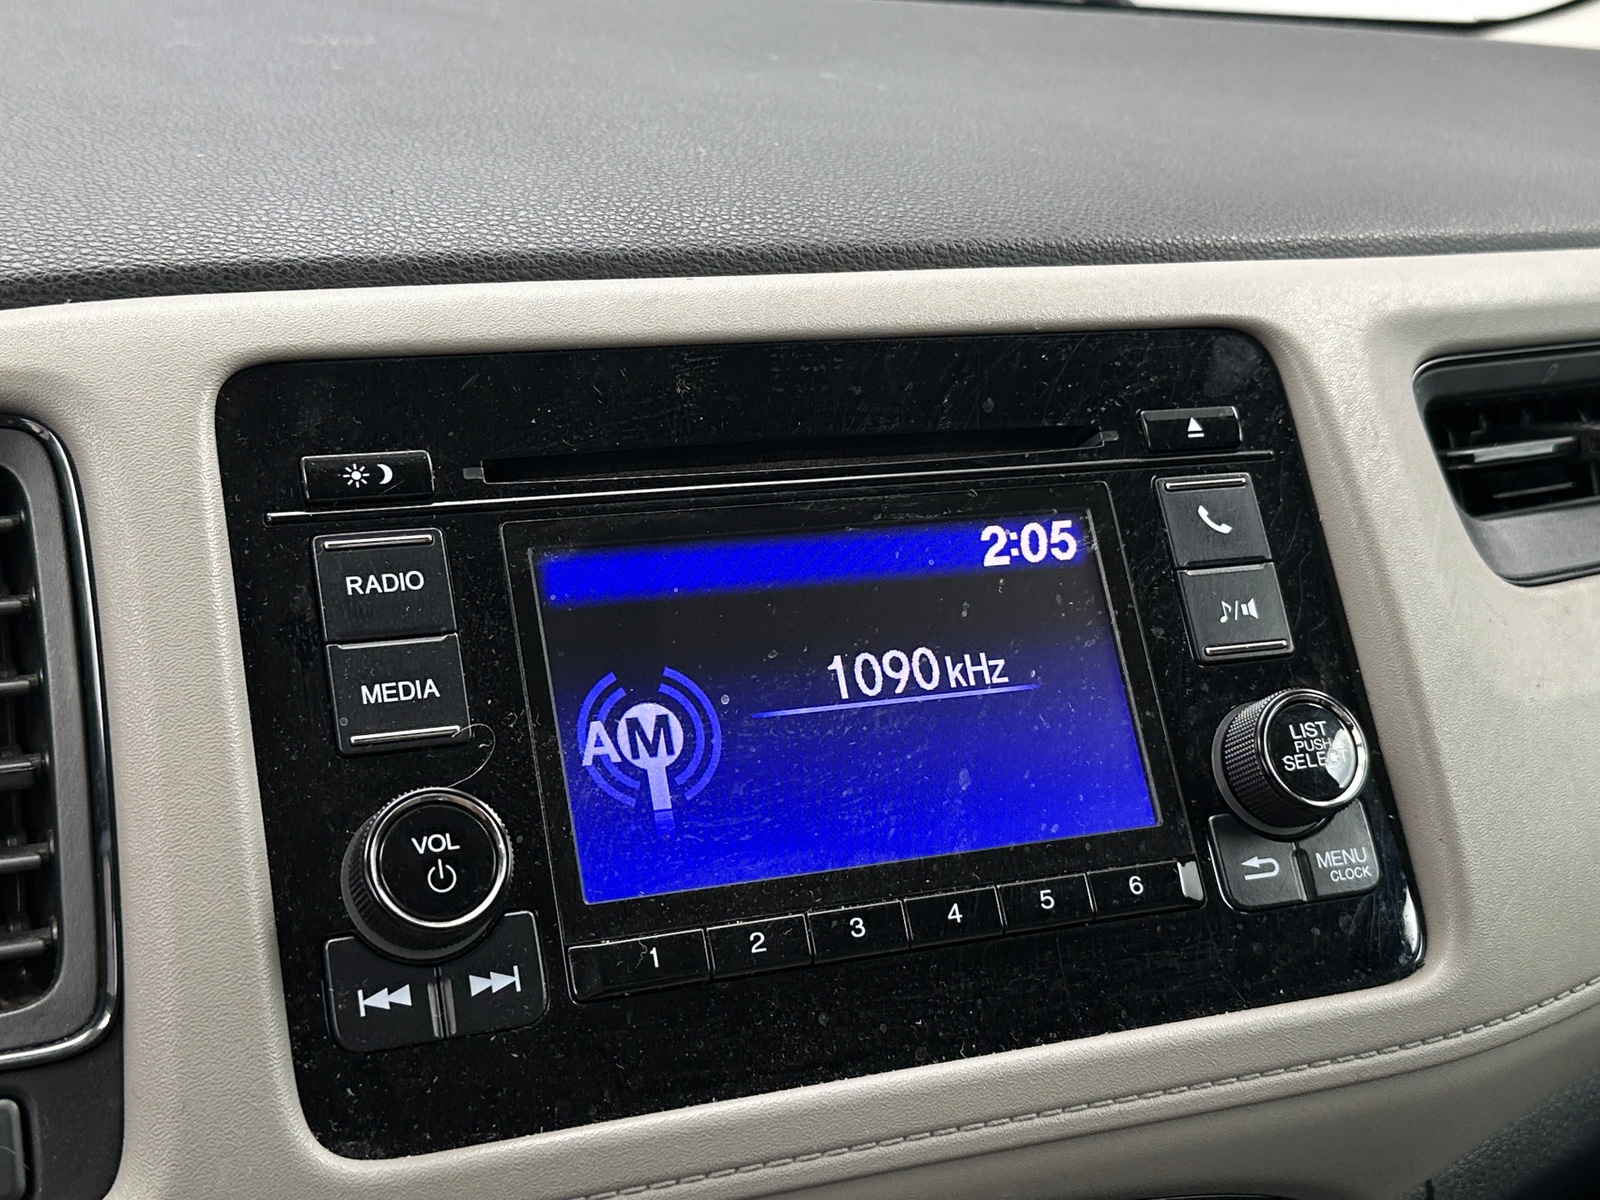 2:05
RADIO
MEDIA
1090 kHz
AM
LIST
PUSH
SELECT
VOL
MENU
CLOCK
1 2 3 4 5 6